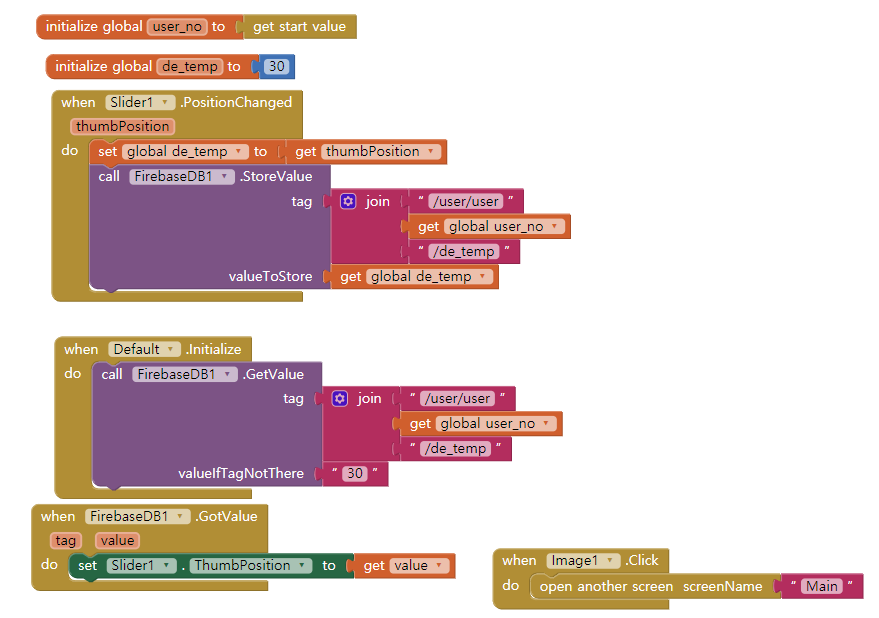 initialize global user_no to get start value
initialize global de_temp to 30
when Slider1 .PositionChanged
thumbPosition
do set global de_temp to get thumbPosition
call FirebaseDB1 .StoreValue
tag join " /user/user "
get global user_no
" /de_temp "
valueToStore get global de_temp
when Default .Initialize
do call FirebaseDB1 .GetValue
tag join " /user/user "
get global user_no
" /de_temp "
valueIfTagNotThere " 30 "
when FirebaseDB1 .GotValue
tag value
do set Slider1 . ThumbPosition to get value
when Image1 .Click
do open another screen screenName " Main "